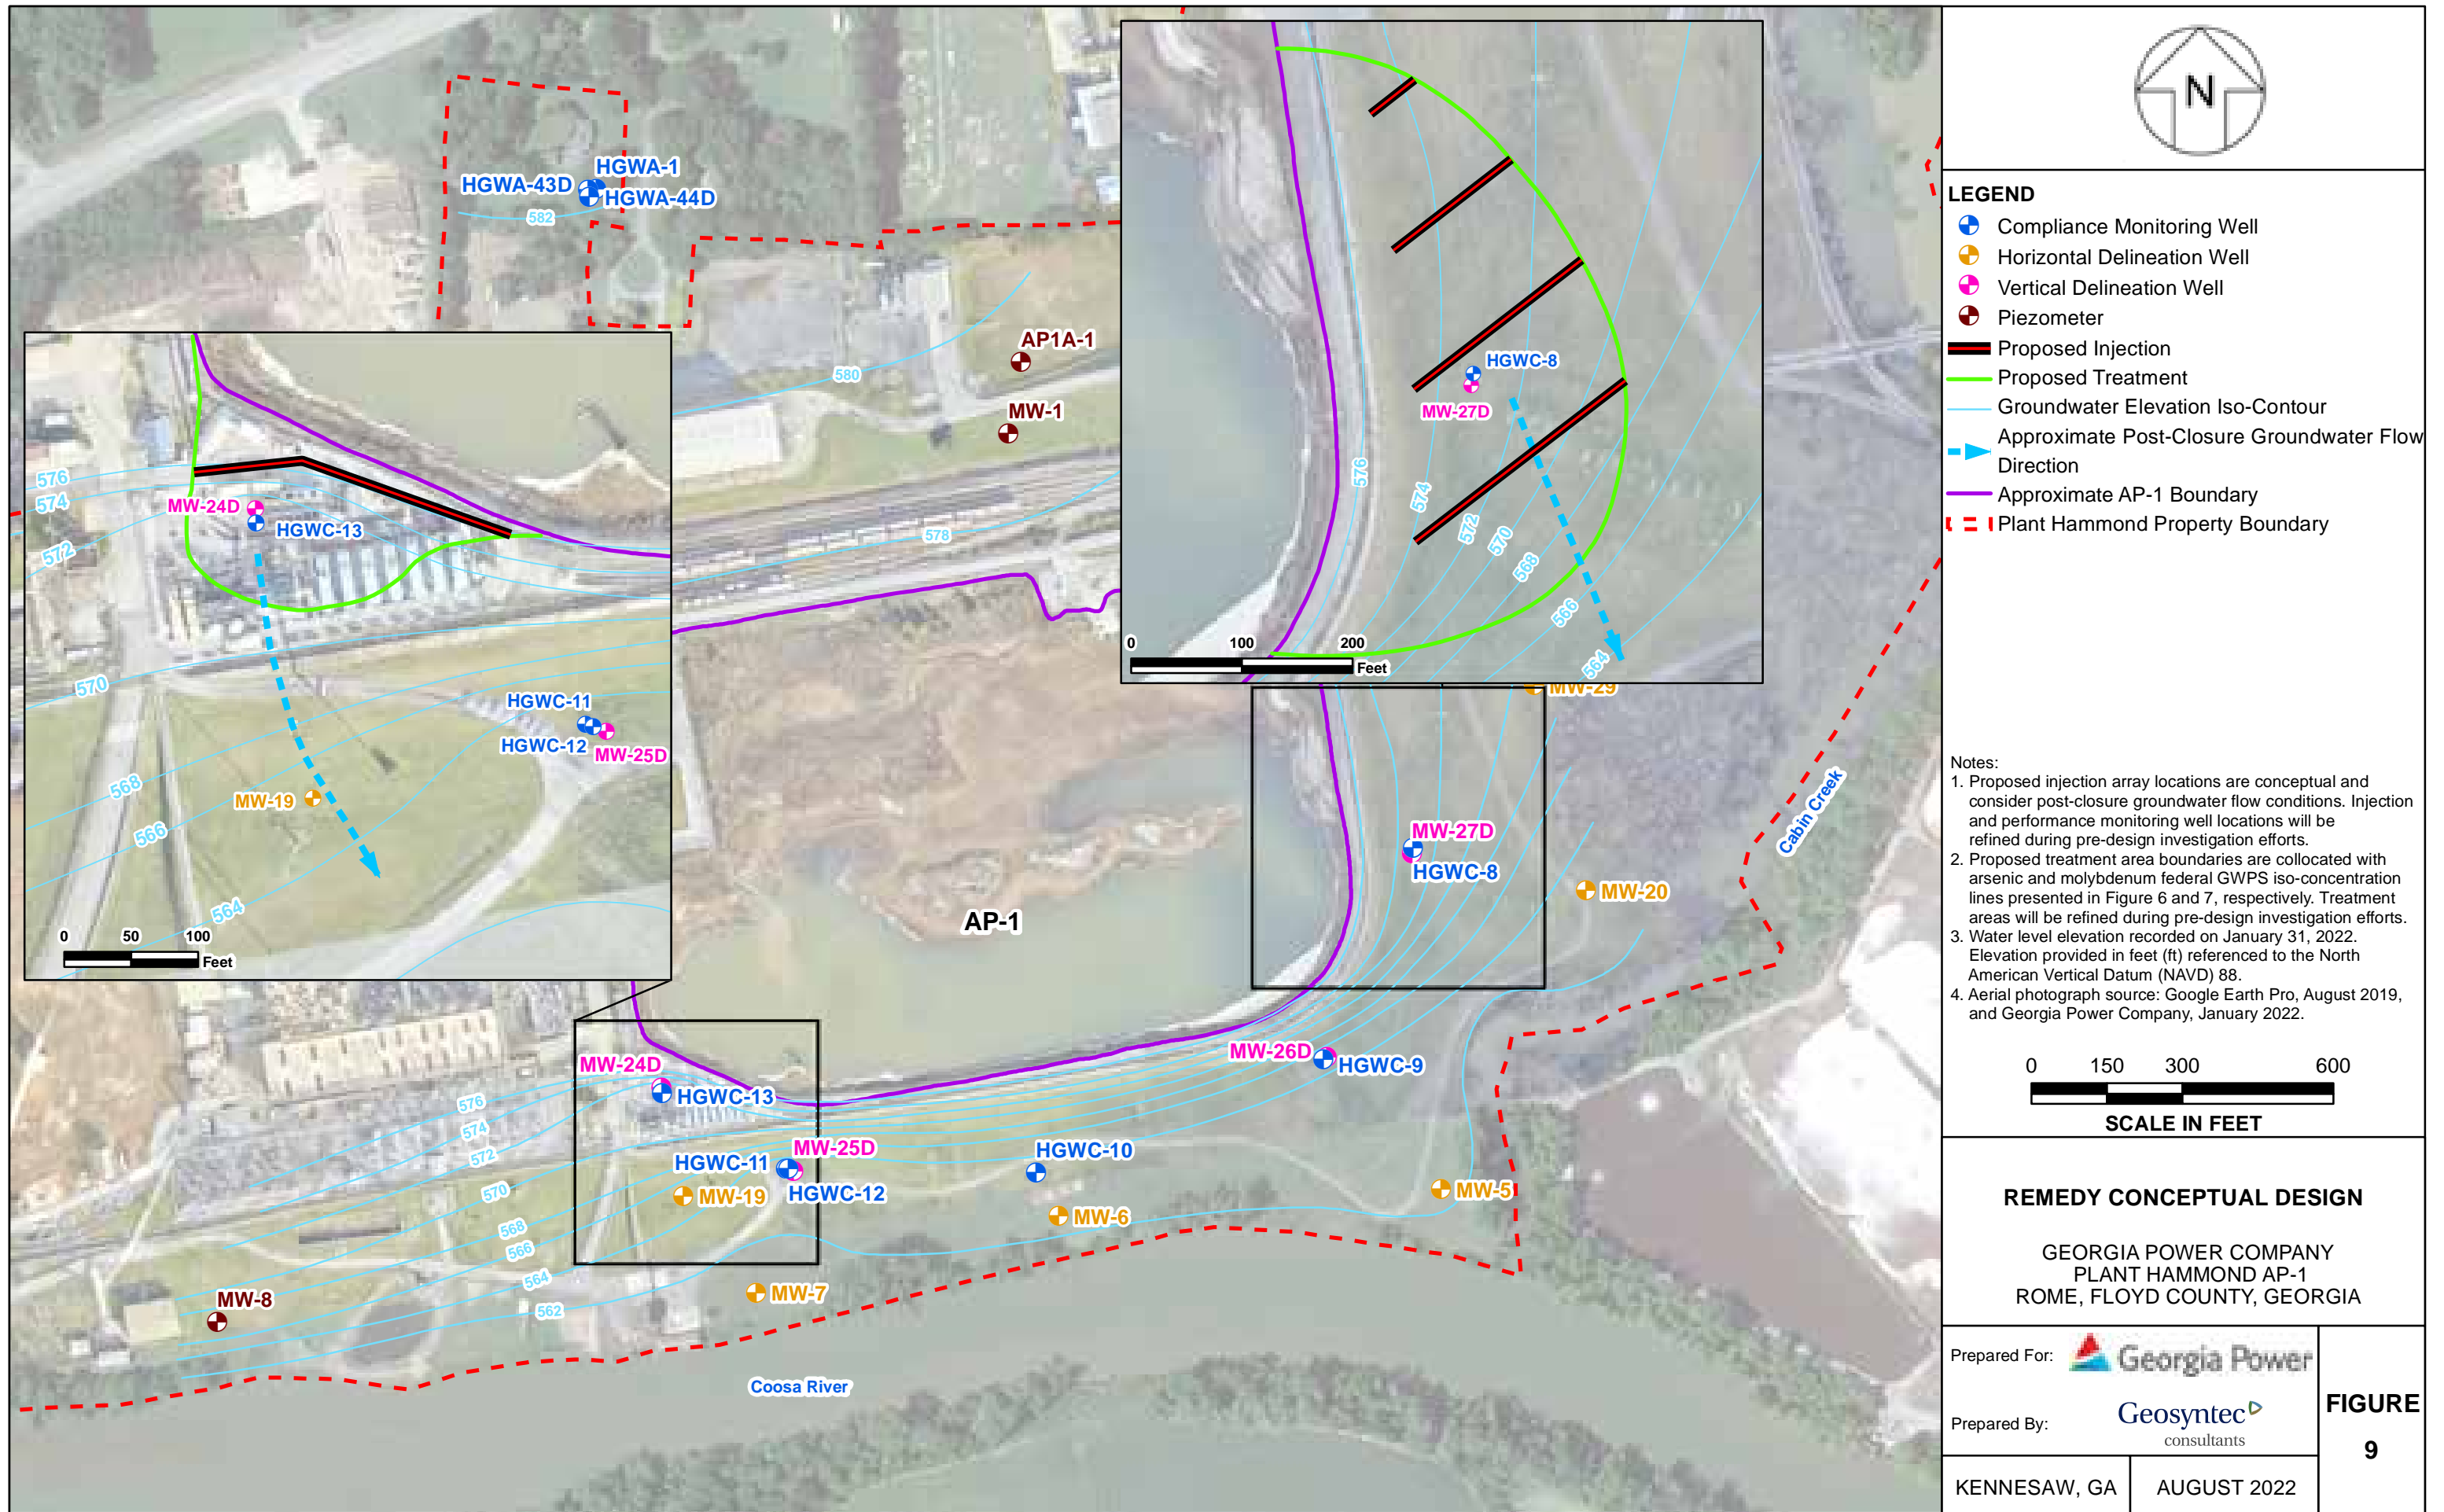 HGWA-1
HGWA-43D
HGWA-44D
582
580
AP1A-1
MW-1
578
576
574
572
MW-24D
HGWC-13
570
HGWC-11
HGWC-12
MW-25D
568
MW-19
566
564
0 50 100
Feet
HGWC-8
MW-27D
576
574
572
570
568
566
564
0 100 200
Feet
MW-29
MW-27D
HGWC-8
MW-20
Cabin Creek
AP-1
MW-26D
HGWC-9
MW-24D
HGWC-13
576
574
572
570
568
566
564
562
MW-25D
HGWC-11
HGWC-12
MW-19
HGWC-10
MW-6
MW-5
MW-7
MW-8
Coosa River
N
LEGEND
Compliance Monitoring Well
Horizontal Delineation Well
Vertical Delineation Well
Piezometer
Proposed Injection
Proposed Treatment
Groundwater Elevation Iso-Contour
Approximate Post-Closure Groundwater Flow
Direction
Approximate AP-1 Boundary
Plant Hammond Property Boundary
Notes:
1. Proposed injection array locations are conceptual and
consider post-closure groundwater flow conditions. Injection
and performance monitoring well locations will be
refined during pre-design investigation efforts.
2. Proposed treatment area boundaries are collocated with
arsenic and molybdenum federal GWPS iso-concentration
lines presented in Figure 6 and 7, respectively. Treatment
areas will be refined during pre-design investigation efforts.
3. Water level elevation recorded on January 31, 2022.
Elevation provided in feet (ft) referenced to the North
American Vertical Datum (NAVD) 88.
4. Aerial photograph source: Google Earth Pro, August 2019,
and Georgia Power Company, January 2022.
0 150 300 600
SCALE IN FEET
REMEDY CONCEPTUAL DESIGN
GEORGIA POWER COMPANY
PLANT HAMMOND AP-1
ROME, FLOYD COUNTY, GEORGIA
Prepared For: Georgia Power
Prepared By: Geosyntec
consultants
FIGURE
9
KENNESAW, GA
AUGUST 2022